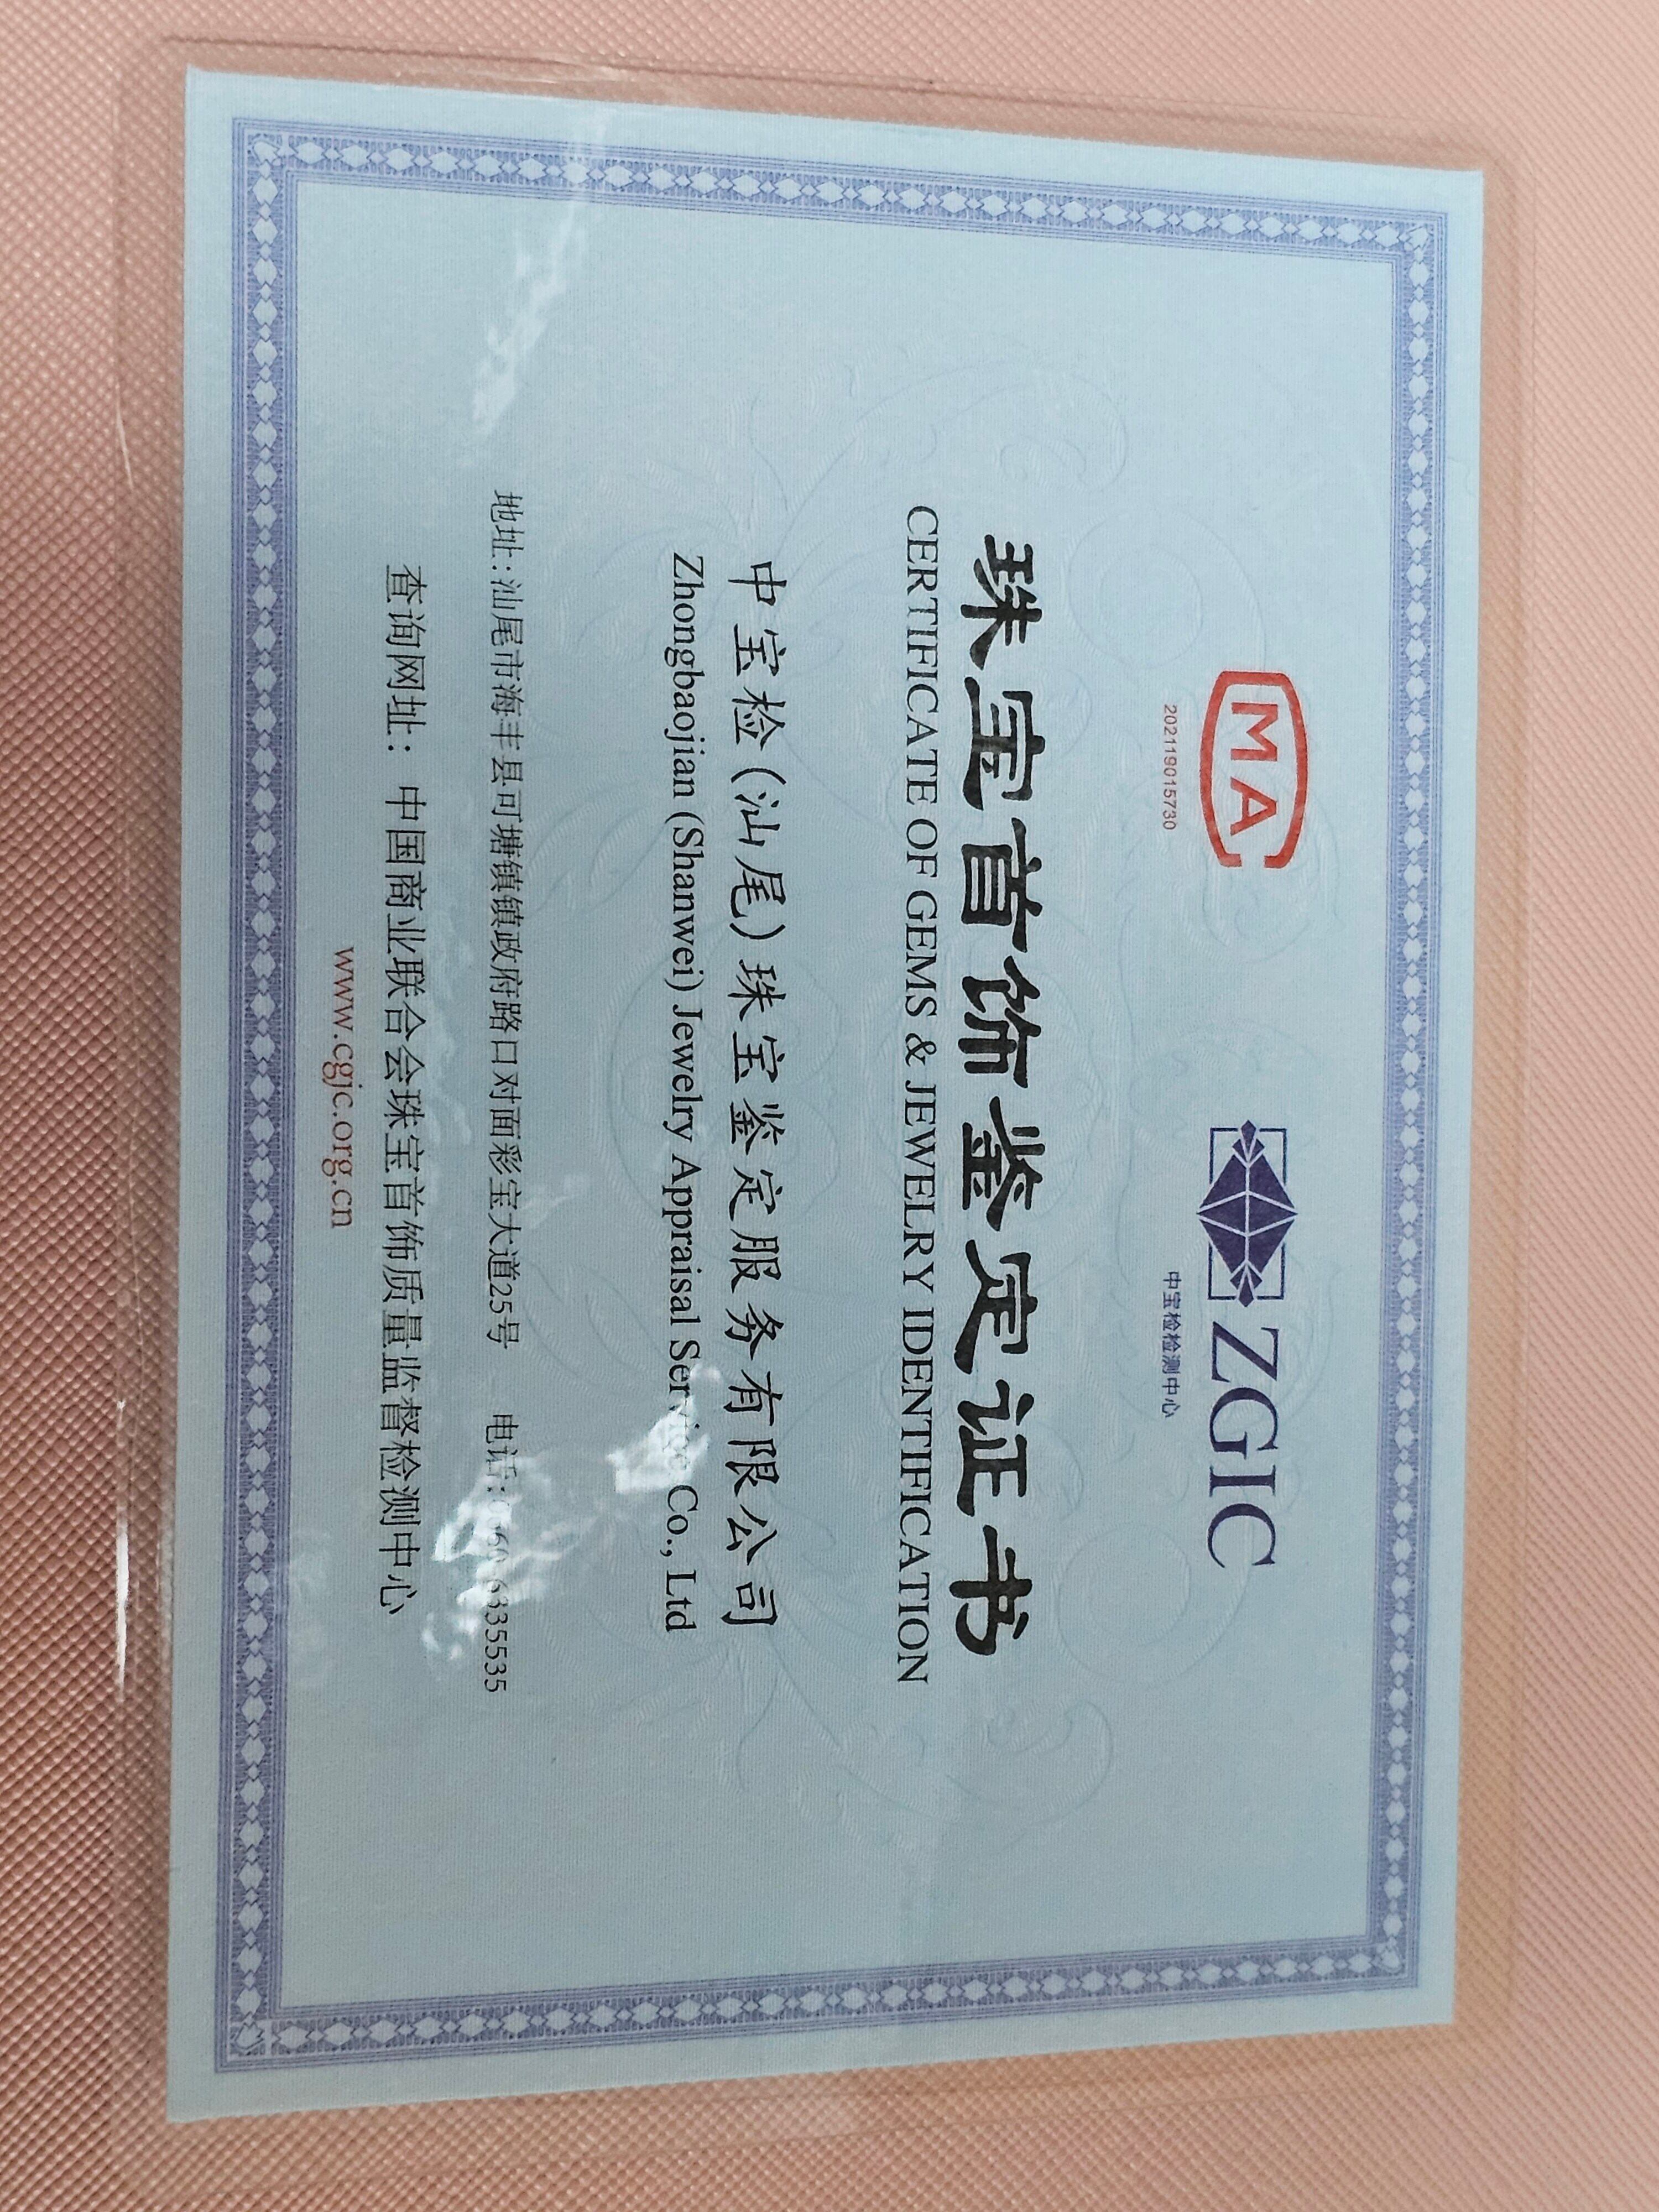 MA
202119015730
ZGIC
中宝检检测中心
珠宝首饰鉴定证书
CERTIFICATE OF GEMS & JEWELRY IDENTIFICATION
中宝检(汕尾)珠宝鉴定服务有限公司
Zhongbaojian (Shanwei) Jewelry Appraisal Service Co., Ltd
地址:汕尾市海丰县可塘镇镇政府路口对面彩宝大道25号 电话:
查询网址: 中国商业联合会珠宝首饰质量监督检测中心
www.cgjc.org.cn